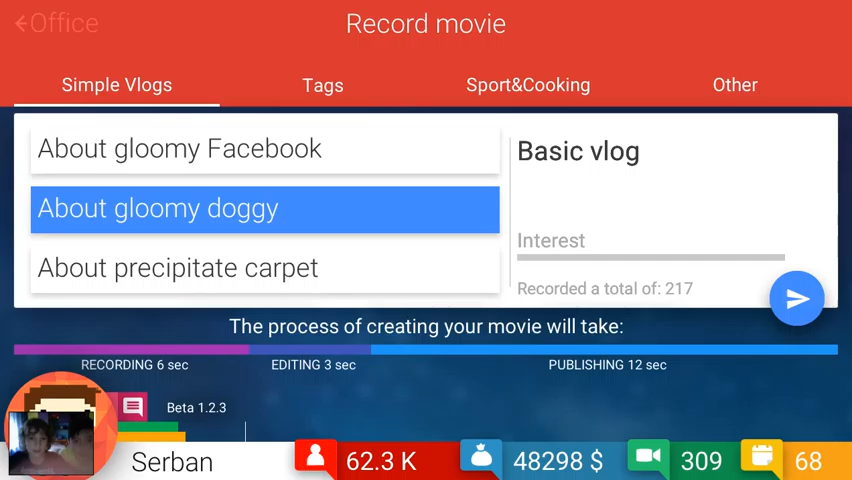 Office
Record movie
Simple Vlogs
Tags
Sport&Cooking
Other
About gloomy Facebook
About gloomy doggy
About precipitate carpet
Basic vlog
Interest
Recorded a total of: 217
The process of creating your movie will take:
RECORDING 6 sec
EDITING 3 sec
PUBLISHING 12 sec
Beta 1.2.3
Serban
62.3 K
48298 $
309
68